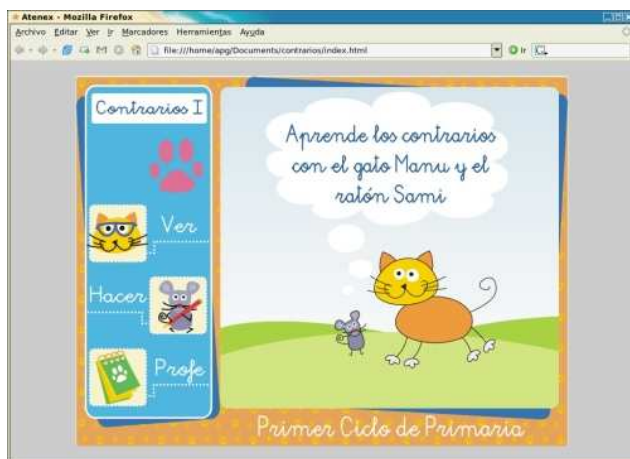 Atenex - Mozilla Firefox
Archivo Editar Ver Ir Marcadores Herramientas Ayuda
file:///home/apg/Documents/contrarios/index.html
Ir
Contrarios I
Aprende los contrarios
con el gato Manu y el
ratón Sami
Ver
Hacer
Profe
Primer Ciclo de Primaria